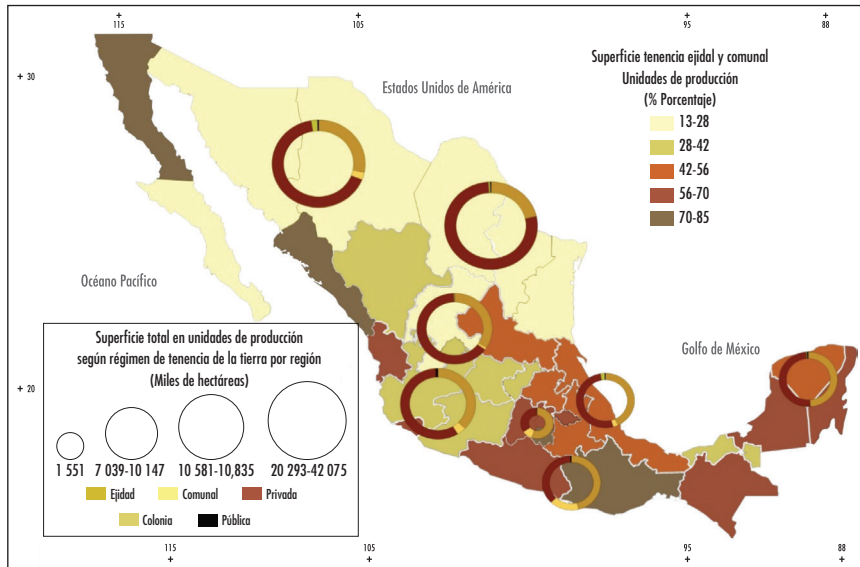 115
105
95
88
+ 30
Estados Unidos de América
Superficie tenencia ejidal y comunal
Unidades de producción
(% Porcentaje)
13-28
28-42
42-56
56-70
70-85
Océano Pacífico
Golfo de México
+ 20
Superficie total en unidades de producción
según régimen de tenencia de la tierra por región
(Miles de hectáreas)
1 551
7 039-10 147
10 581-10,835
20 293-42 075
Ejidad
Comunal
Privada
Colonia
Pública
115
105
95
88